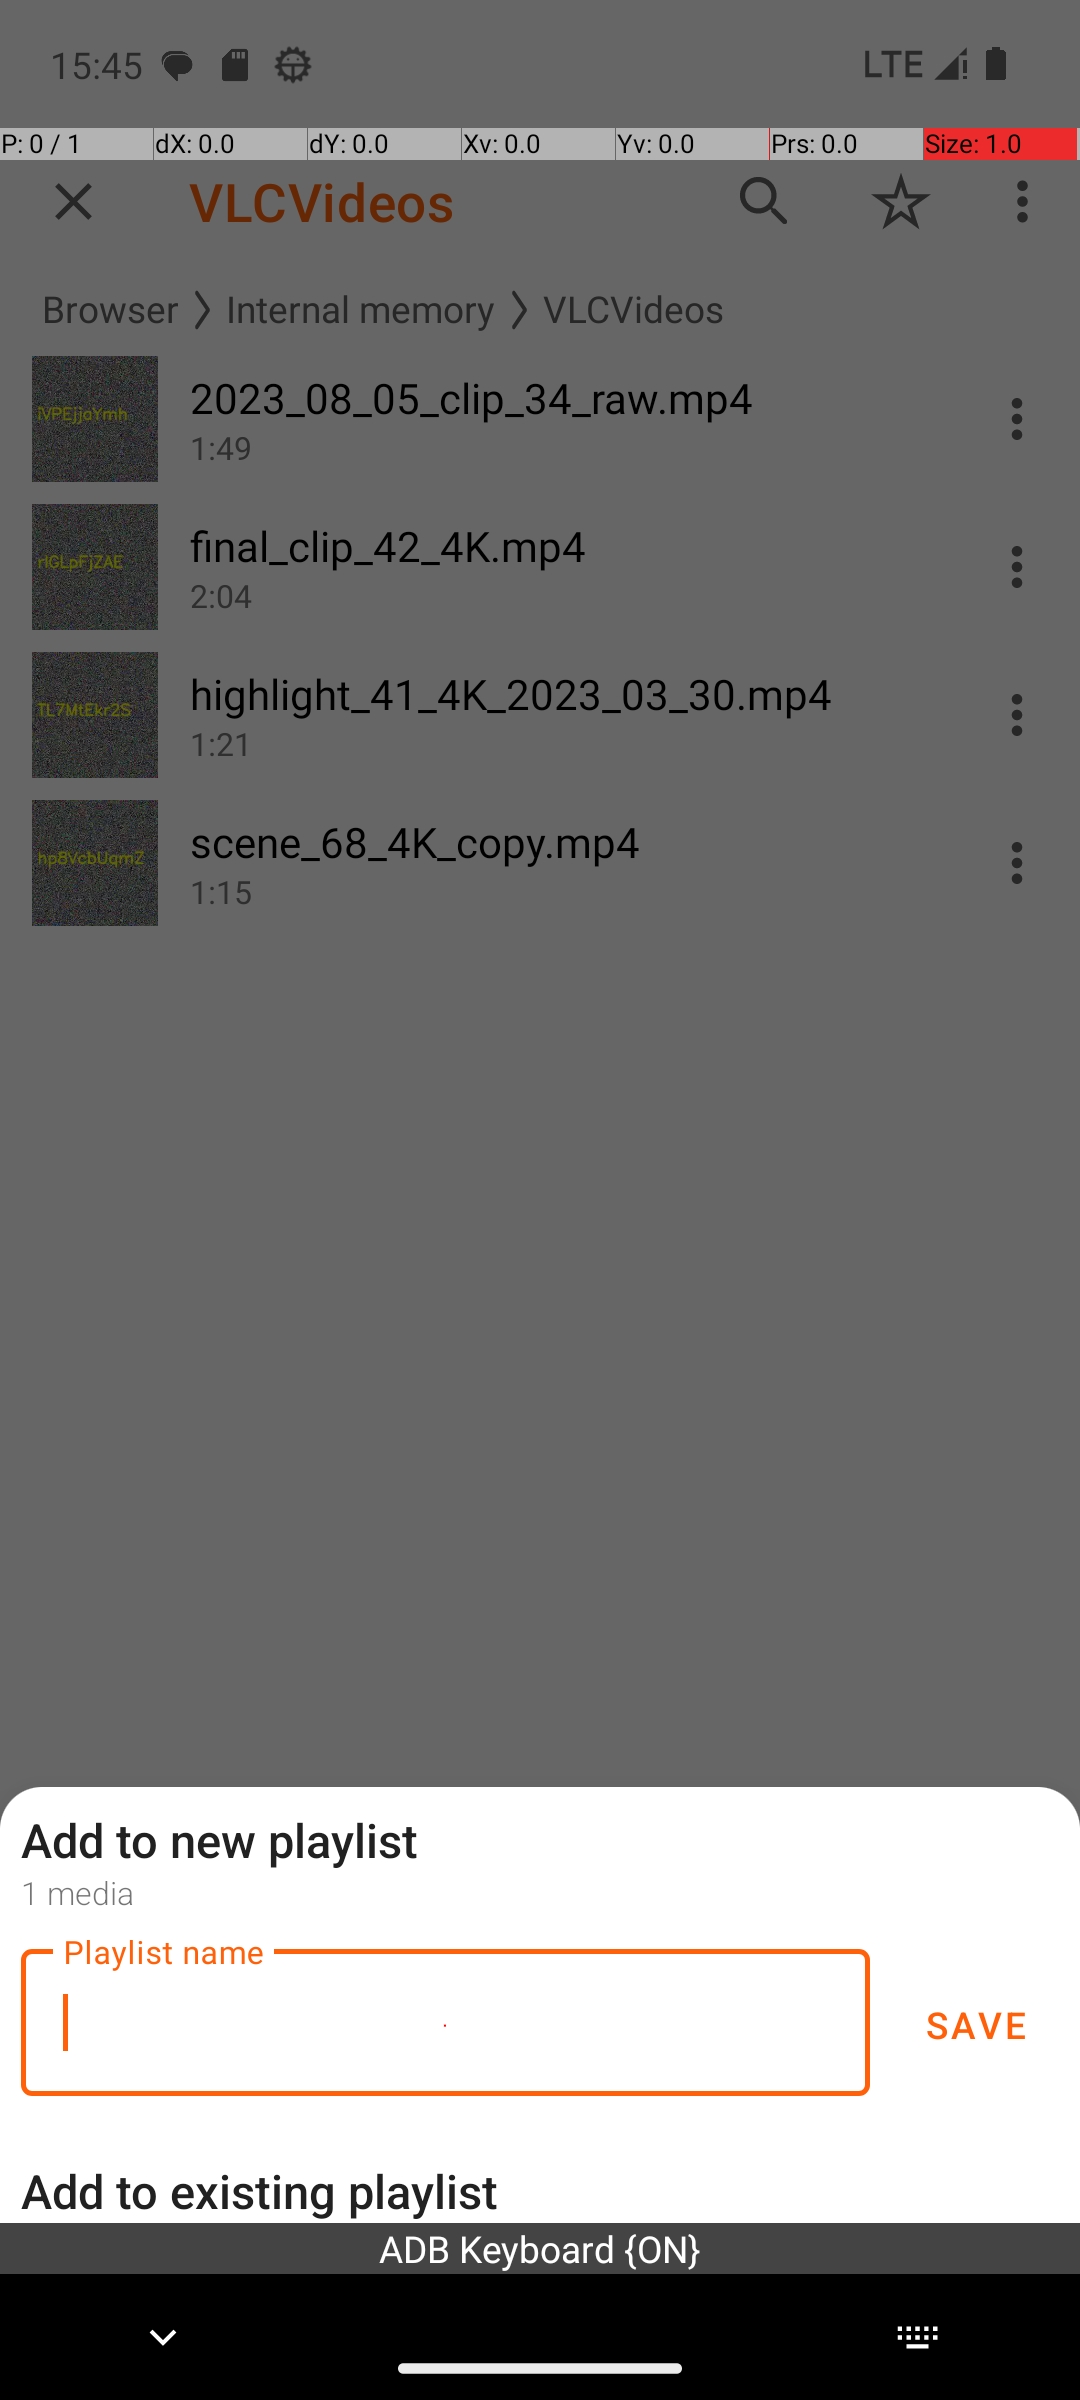 15:45
LTE
P: 0 / 1
dX: 0.0
dY: 0.0
Xv: 0.0
Yv: 0.0
Prs: 0.0
Size: 1.0
VLCVideos
Browser
Internal memory
VLCVideos
2023_08_05_clip_34_raw.mp4
1:49
final_clip_42_4K.mp4
2:04
TL7MtEkr2S
highlight_41_4K_2023_03_30.mp4
1:21
hp8VcbUqmZ
scene_68_4K_copy.mp4
1:15
Add to new playlist
1 media
Playlist name
SAVE
Add to existing playlist
ADB Keyboard {ON}